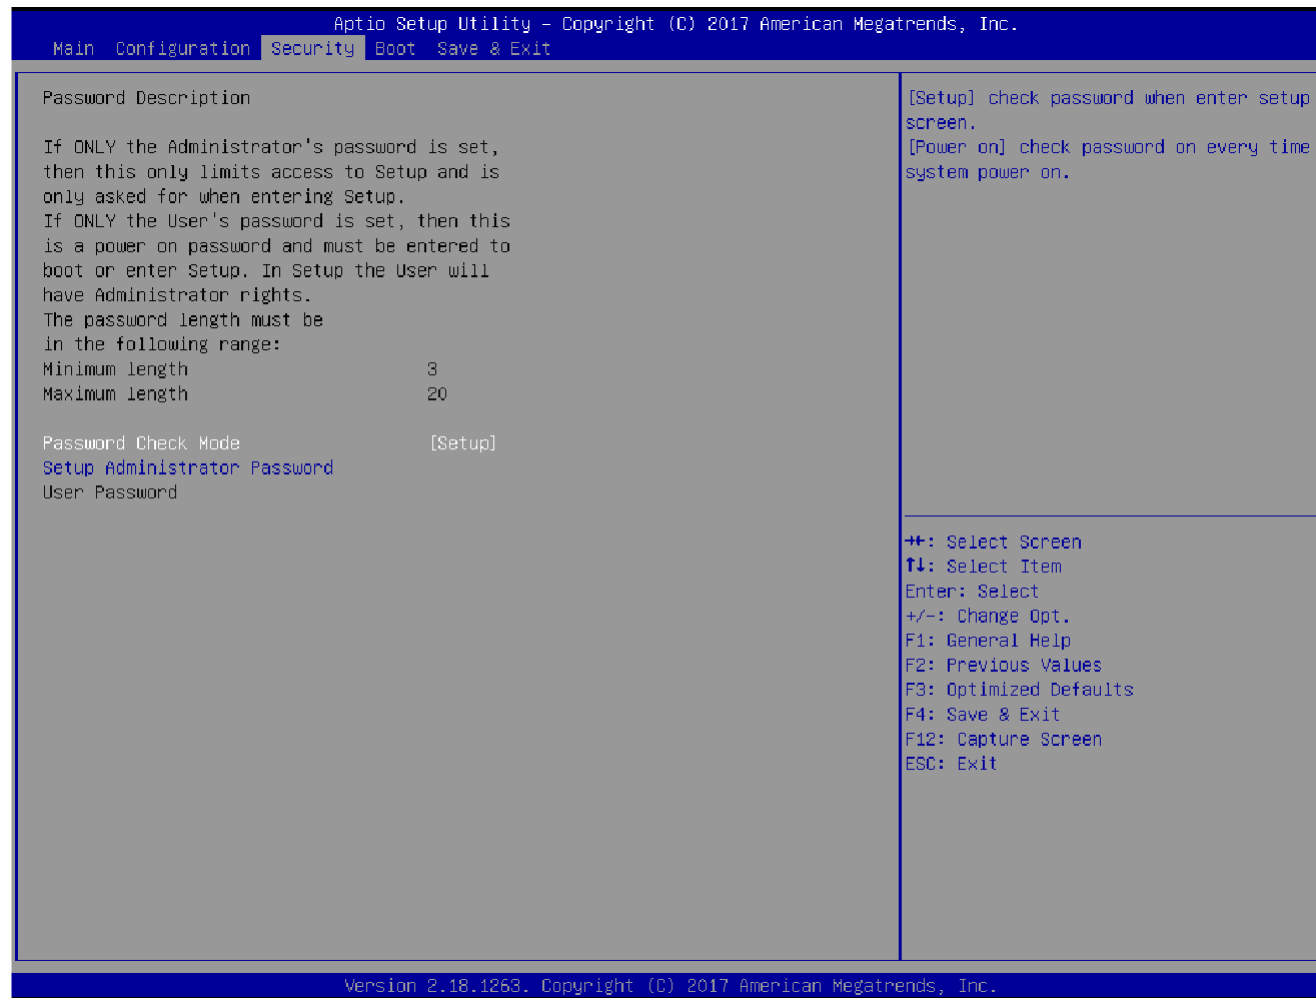 Aptio Setup Utility – Copyright (C) 2017 American Megatrends, Inc.
Main Configuration Security Boot Save & Exit
Password Description
If ONLY the Administrator's password is set,
then this only limits access to Setup and is
only asked for when entering Setup.
If ONLY the User's password is set, then this
is a power on password and must be entered to
boot or enter Setup. In Setup the User will
have Administrator rights.
The password length must be
in the following range:
Minimum length 3
Maximum length 20
Password Check Mode [Setup]
Setup Administrator Password
User Password
[Setup] check password when enter setup
screen.
[Power on] check password on every time
system power on.
→←: Select Screen
↑↓: Select Item
Enter: Select
+/-: Change Opt.
F1: General Help
F2: Previous Values
F3: Optimized Defaults
F4: Save & Exit
F12: Capture Screen
ESC: Exit
Version 2.18.1263. Copyright (C) 2017 American Megatrends, Inc.